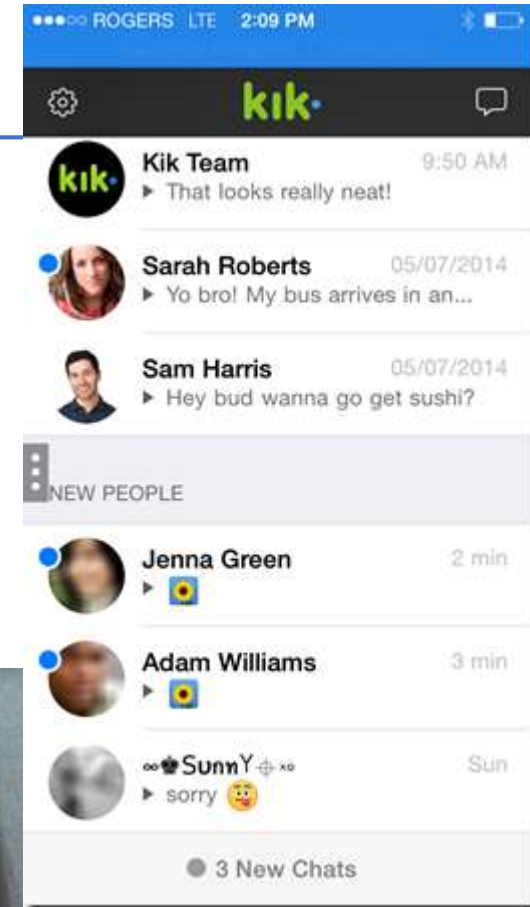 ROGERS LTE 2:09 PM
kik·
kik·
Kik Team 9:50 AM
That looks really neat!
Sarah Roberts 05/07/2014
Yo bro! My bus arrives in an...
Sam Harris 05/07/2014
Hey bud wanna go get sushi?
NEW PEOPLE
Jenna Green 2 min
🌻
Adam Williams 3 min
🌻
∞♚SunnY⌖×∘ Sun
sorry 😜
3 New Chats